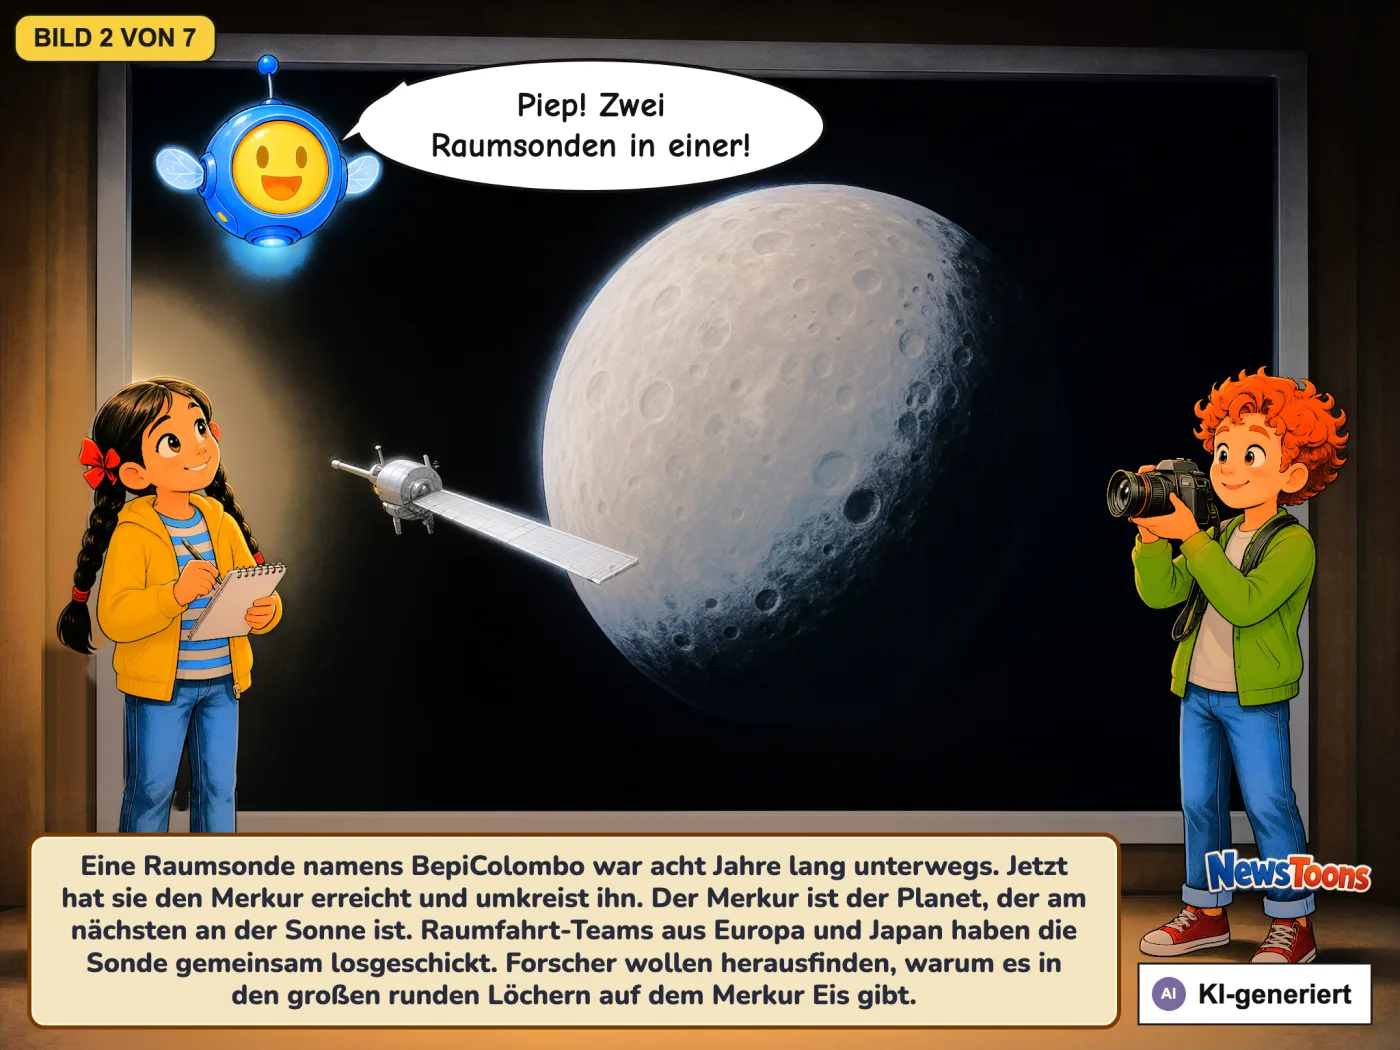 BILD 2 VON 7
Piep! Zwei
Raumsonden in einer!
Eine Raumsonde namens BepiColombo war acht Jahre lang unterwegs. Jetzt
hat sie den Merkur erreicht und umkreist ihn. Der Merkur ist der Planet, der am
nächsten an der Sonne ist. Raumfahrt-Teams aus Europa und Japan haben die
Sonde gemeinsam losgeschickt. Forscher wollen herausfinden, warum es in
den großen runden Löchern auf dem Merkur Eis gibt.
NewsToons
AI KI-generiert